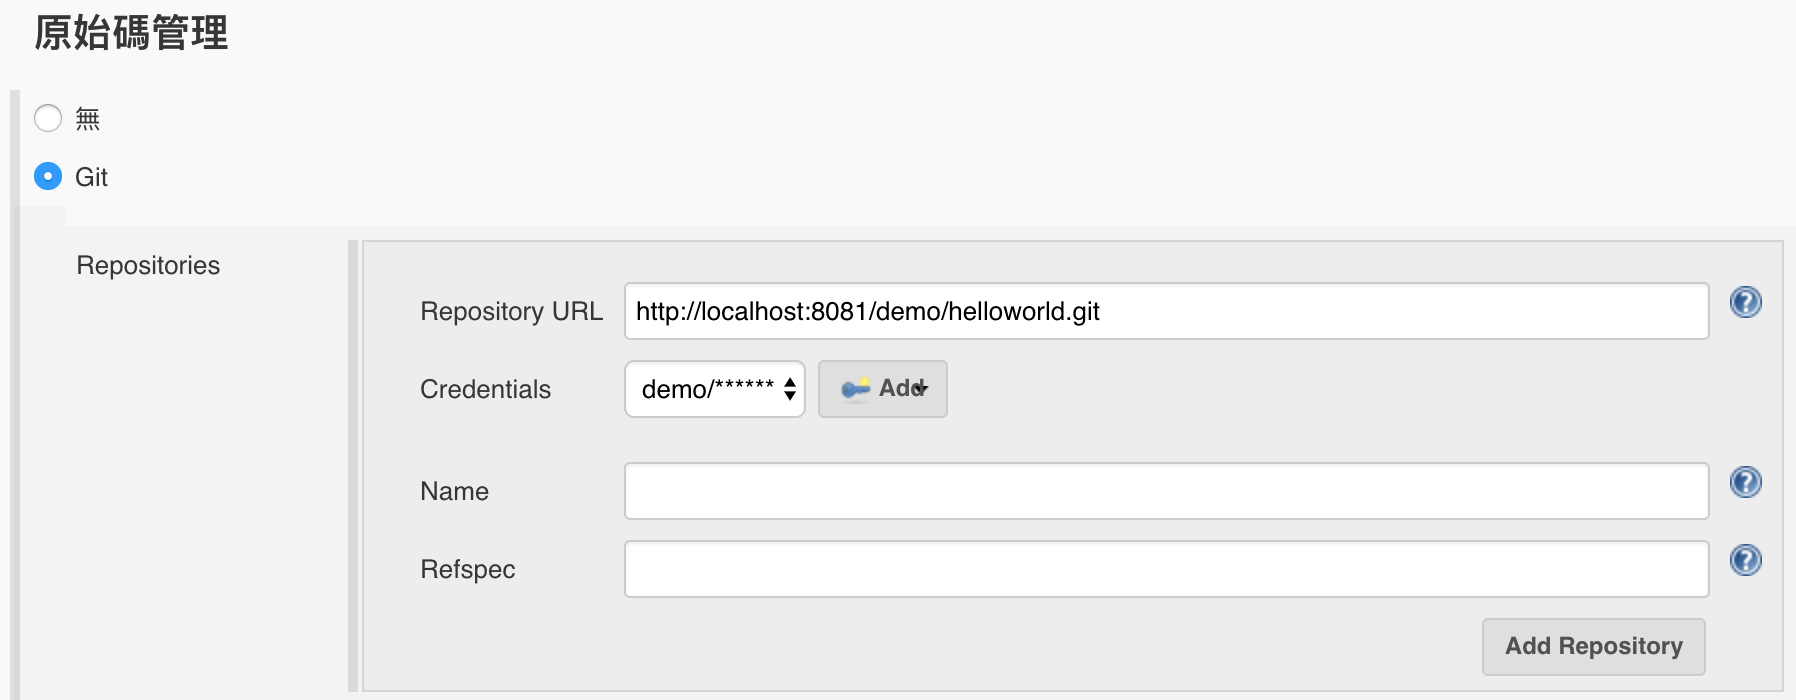 原始碼管理
無
Git
Repositories
Repository URL http://localhost:8081/demo/helloworld.git
Credentials demo/****** Add
Name
Refspec
Add Repository